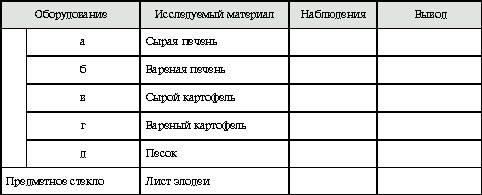 Оборудование Исследуемый материал Наблюдения Вывод
а Сырая печень
б Вареная печень
в Сырой картофель
г Вареный картофель
д Песок
Предметное стекло Лист элодеи